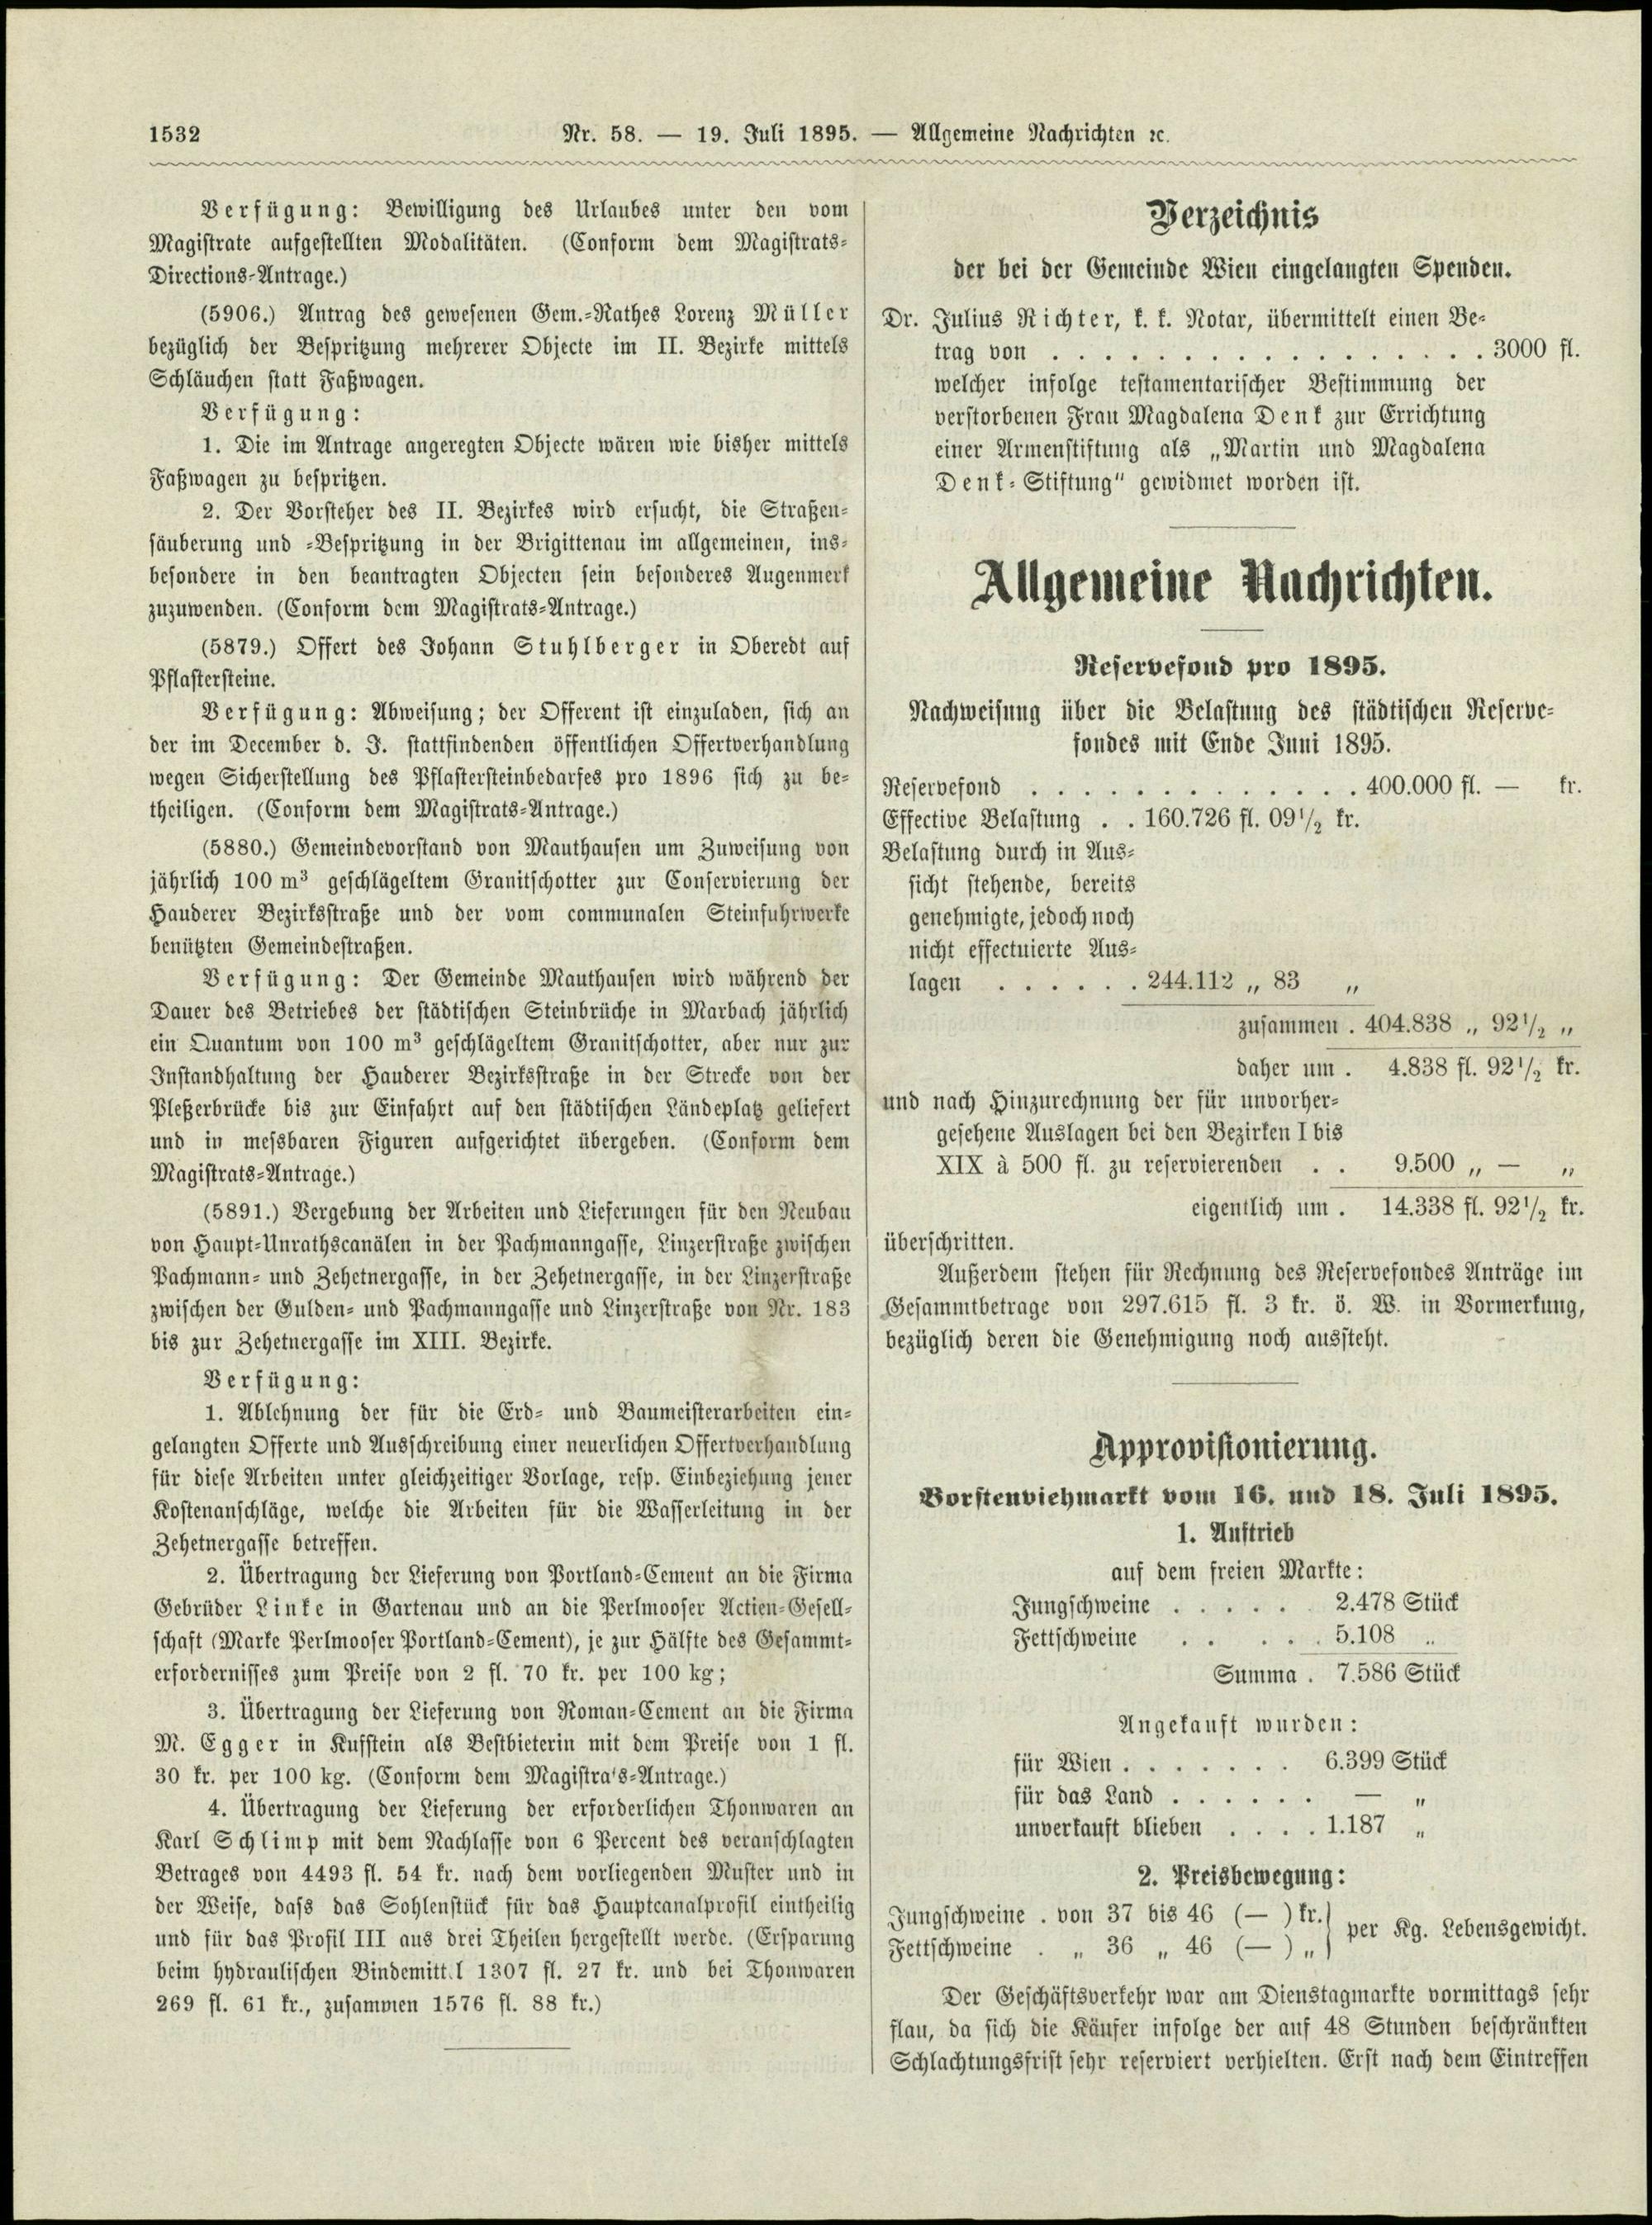 1532
Nr. 58. — 19. Juli 1895. — Allgemeine Nachrichten ꝛc.
Verfügung: Bewilligung des Urlaubes unter den vom
Magistrate aufgestellten Modalitäten. (Conform dem Magistrats-
Directions-Antrage.)
(5906.) Antrag des gewesenen Gem.-Rathes Lorenz Müller
bezüglich der Bespritzung mehrerer Objecte im II. Bezirke mittels
Schläuchen statt Faßwagen.
Verfügung:
1. Die im Antrage angeregten Objecte wären wie bisher mittels
Faßwagen zu bespritzen.
2. Der Vorsteher des II. Bezirkes wird ersucht, die Straßen-
säuberung und -Bespritzung in der Brigittenau im allgemeinen, ins-
besondere in den beantragten Objecten sein besonderes Augenmerk
zuzuwenden. (Conform dem Magistrats-Antrage.)
(5879.) Offert des Johann Stuhlberger in Oberedt auf
Pflastersteine.
Verfügung: Abweisung; der Offerent ist einzuladen, sich an
der im December d. J. stattfindenden öffentlichen Offertverhandlung
wegen Sicherstellung des Pflastersteinbedarfes pro 1896 sich zu be-
theiligen. (Conform dem Magistrats-Antrage.)
(5880.) Gemeindevorstand von Mauthausen um Zuweisung von
jährlich 100 m³ geschlägeltem Granitschotter zur Conservierung der
Hauderer Bezirksstraße und der vom communalen Steinfuhrwerke
benützten Gemeindestraßen.
Verfügung: Der Gemeinde Mauthausen wird während der
Dauer des Betriebes der städtischen Steinbrüche in Marbach jährlich
ein Quantum von 100 m³ geschlägeltem Granitschotter, aber nur zur
Instandhaltung der Hauderer Bezirksstraße in der Strecke von der
Pleßerbrücke bis zur Einfahrt auf den städtischen Ländeplatz geliefert
und in messbaren Figuren aufgerichtet übergeben. (Conform dem
Magistrats-Antrage.)
(5891.) Vergebung der Arbeiten und Lieferungen für den Neubau
von Haupt-Unrathscanälen in der Pachmanngasse, Linzerstraße zwischen
Pachmann- und Zehetnergasse, in der Zehetnergasse, in der Linzerstraße
zwischen der Gulden- und Pachmanngasse und Linzerstraße von Nr. 183
bis zur Zehetnergasse im XIII. Bezirke.
Verfügung:
1. Ablehnung der für die Erd- und Baumeisterarbeiten ein-
gelangten Offerte und Ausschreibung einer neuerlichen Offertverhandlung
für diese Arbeiten unter gleichzeitiger Vorlage, resp. Einbeziehung jener
Kostenanschläge, welche die Arbeiten für die Wasserleitung in der
Zehetnergasse betreffen.
2. Übertragung der Lieferung von Portland-Cement an die Firma
Gebrüder Linke in Gartenau und an die Perlmooser Actien-Gesell-
schaft (Marke Perlmooser Portland-Cement), je zur Hälfte des Gesammt-
erfordernisses zum Preise von 2 fl. 70 kr. per 100 kg;
3. Übertragung der Lieferung von Roman-Cement an die Firma
M. Egger in Kufstein als Bestbieterin mit dem Preise von 1 fl.
30 kr. per 100 kg. (Conform dem Magistra's-Antrage.)
4. Übertragung der Lieferung der erforderlichen Thonwaren an
Karl Schlimp mit dem Nachlasse von 6 Percent des veranschlagten
Betrages von 4493 fl. 54 kr. nach dem vorliegenden Muster und in
der Weise, dass das Sohlenstück für das Hauptcanalprofil eintheilig
und für das Profil III aus drei Theilen hergestellt werde. (Ersparung
beim hydraulischen Bindemittel 1307 fl. 27 kr. und bei Thonwaren
269 fl. 61 kr., zusammen 1576 fl. 88 kr.)
Verzeichnis
der bei der Gemeinde Wien eingelangten Spenden.
Dr. Julius Richter, k. k. Notar, übermittelt einen Be-
trag von . . . . . . . . . . . . . . . . . 3000 fl.
welcher infolge testamentarischer Bestimmung der
verstorbenen Frau Magdalena Denk zur Errichtung
einer Armenstiftung als „Martin und Magdalena
Denk-Stiftung" gewidmet worden ist.
Allgemeine Nachrichten.
Reservefond pro 1895.
Nachweisung über die Belastung des städtischen Reserve-
fondes mit Ende Juni 1895.
Reservefond . . . . . . . . . . . . . 400.000 fl. — kr.
Effective Belastung . . 160.726 fl. 09½ kr.
Belastung durch in Aus-
sicht stehende, bereits
genehmigte, jedoch noch
nicht effectuierte Aus-
lagen . . . . . . 244.112 „ 83 „
zusammen . 404.838 „ 92½ „
daher um . 4.838 fl. 92½ kr.
und nach Hinzurechnung der für unvorher-
gesehene Auslagen bei den Bezirken I bis
XIX à 500 fl. zu reservierenden . . 9.500 „ — „
eigentlich um . 14.338 fl. 92½ kr.
überschritten.
Außerdem stehen für Rechnung des Reservefondes Anträge im
Gesammtbetrage von 297.615 fl. 3 kr. ö. W. in Vormerkung,
bezüglich deren die Genehmigung noch aussteht.
Approvisionierung.
Borstenviehmarkt vom 16. und 18. Juli 1895.
1. Auftrieb
auf dem freien Markte:
Jungschweine . . . . . 2.478 Stück
Fettschweine . . . . . 5.108 „
Summa . 7.586 Stück
Angekauft wurden:
für Wien . . . . . . . 6.399 Stück
für das Land . . . . . . — „
unverkauft blieben . . . . 1.187 „
2. Preisbewegung:
Jungschweine . von 37 bis 46 (— ) kr.
Fettschweine . „ 36 „ 46 (— ) „ } per Kg. Lebensgewicht.
Der Geschäftsverkehr war am Dienstagmarkte vormittags sehr
flau, da sich die Käufer infolge der auf 48 Stunden beschränkten
Schlachtungsfrist sehr reserviert verhielten. Erst nach dem Eintreffen